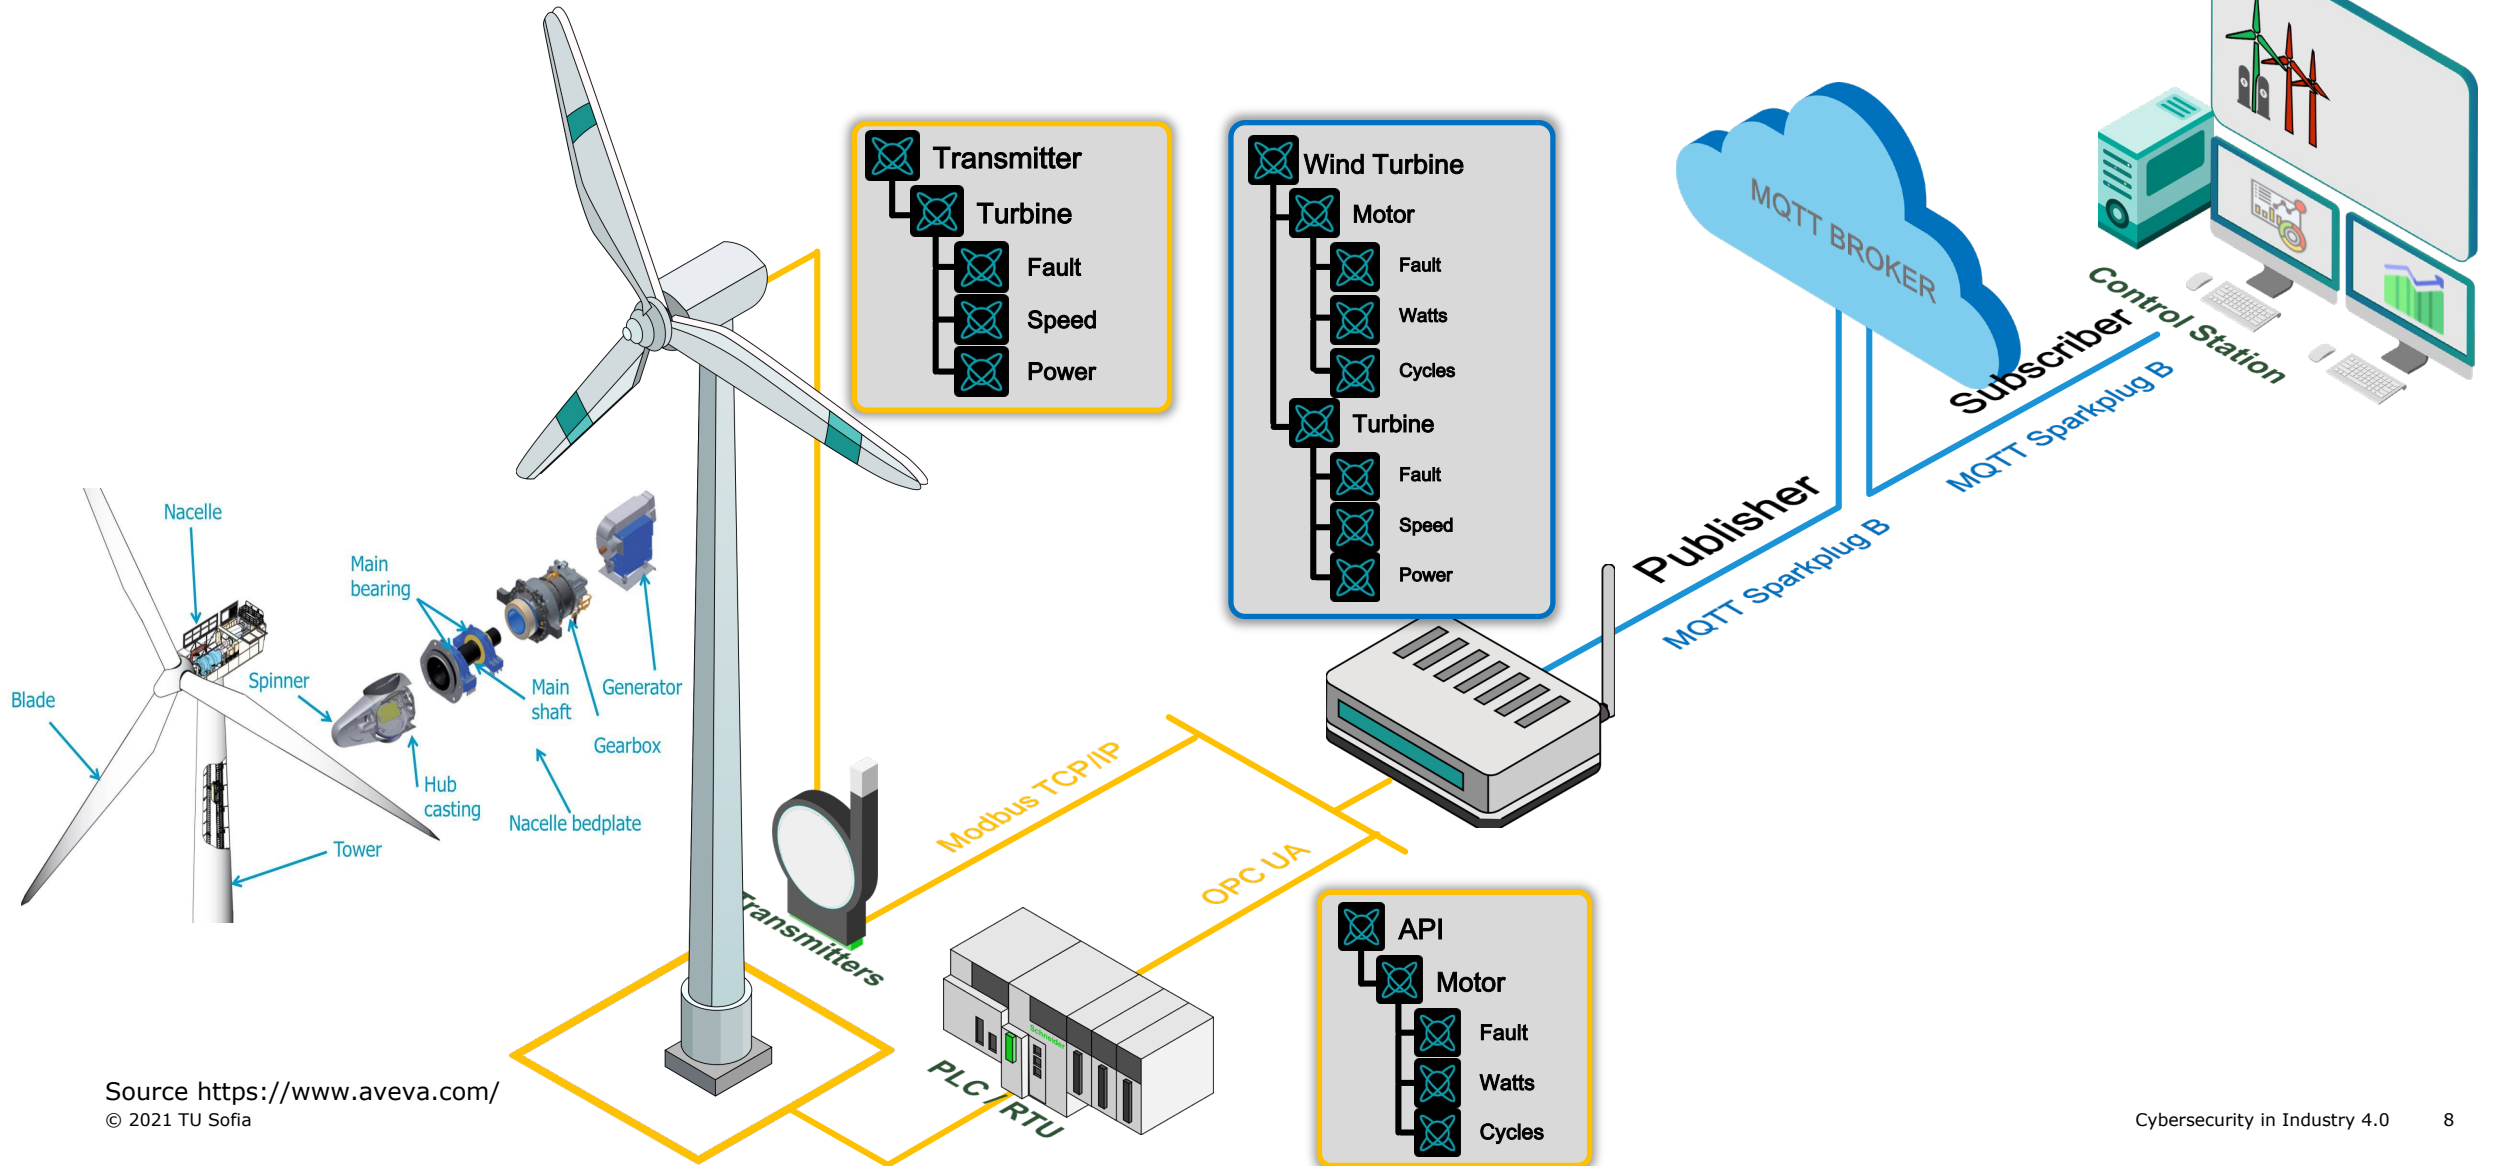 Transmitter
Turbine
Fault
Speed
Power
Wind Turbine
Motor
Fault
Watts
Cycles
Turbine
Fault
Speed
Power
MQTT BROKER
Control Station
Subscriber
MQTT Sparkplug B
Publisher
MQTT Sparkplug B
Nacelle
Main
bearing
Spinner
Blade
Main
shaft
Generator
Gearbox
Hub
casting
Nacelle bedplate
Tower
Modbus TCP/IP
OPC UA
Transmitters
Schneider
PLC / RTU
API
Motor
Fault
Watts
Cycles
Source https://www.aveva.com/
© 2021 TU Sofia
Cybersecurity in Industry 4.0
8